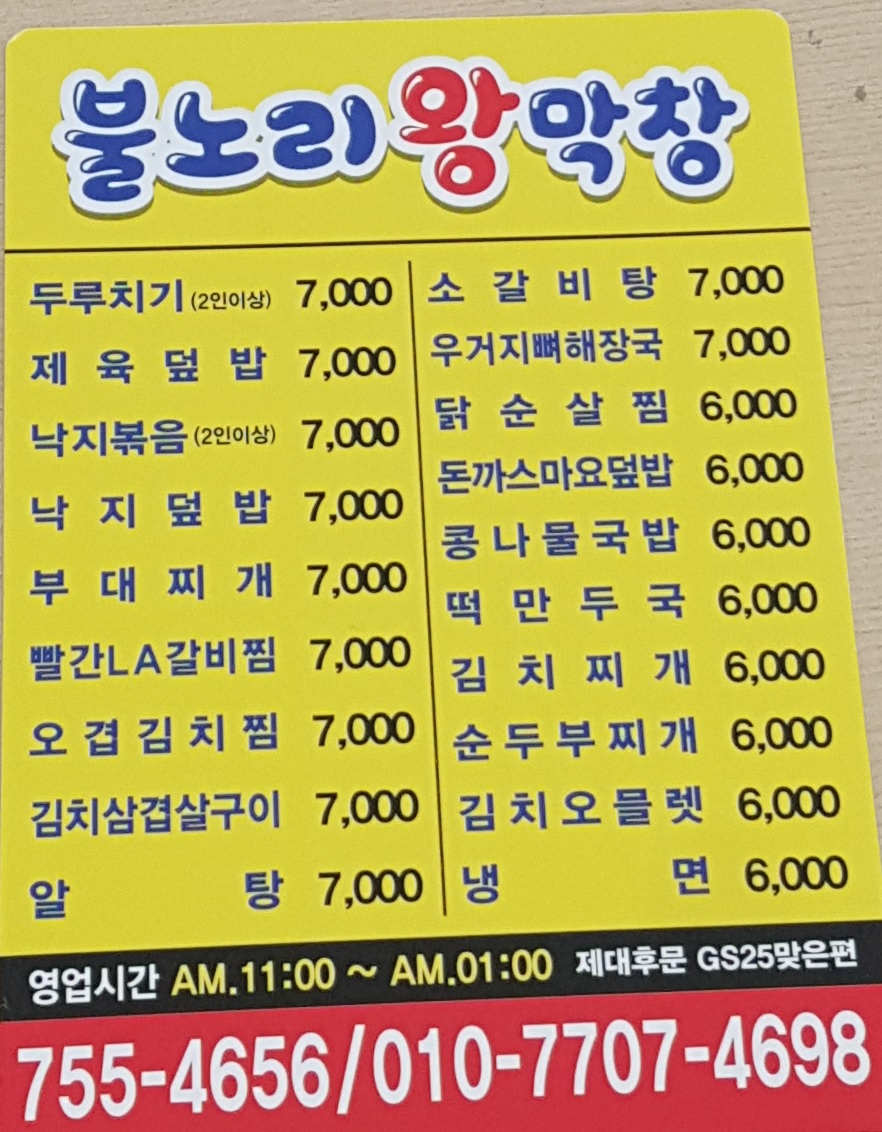 불노리왕막창
두루치기 (2인이상) 7,000
제육덮밥 7,000
낙지볶음 (2인이상) 7,000
낙지덮밥 7,000
부대찌개 7,000
빨간LA갈비찜 7,000
오겹김치찜 7,000
김치삼겹살구이 7,000
알탕 7,000
소갈비탕 7,000
우거지뼈해장국 7,000
닭순살찜 6,000
돈까스마요덮밥 6,000
콩나물국밥 6,000
떡만두국 6,000
김치찌개 6,000
순두부찌개 6,000
김치오믈렛 6,000
냉면 6,000
영업시간 AM.11:00 ~ AM.01:00 제대후문 GS25맞은편
755-4656/010-7707-4698